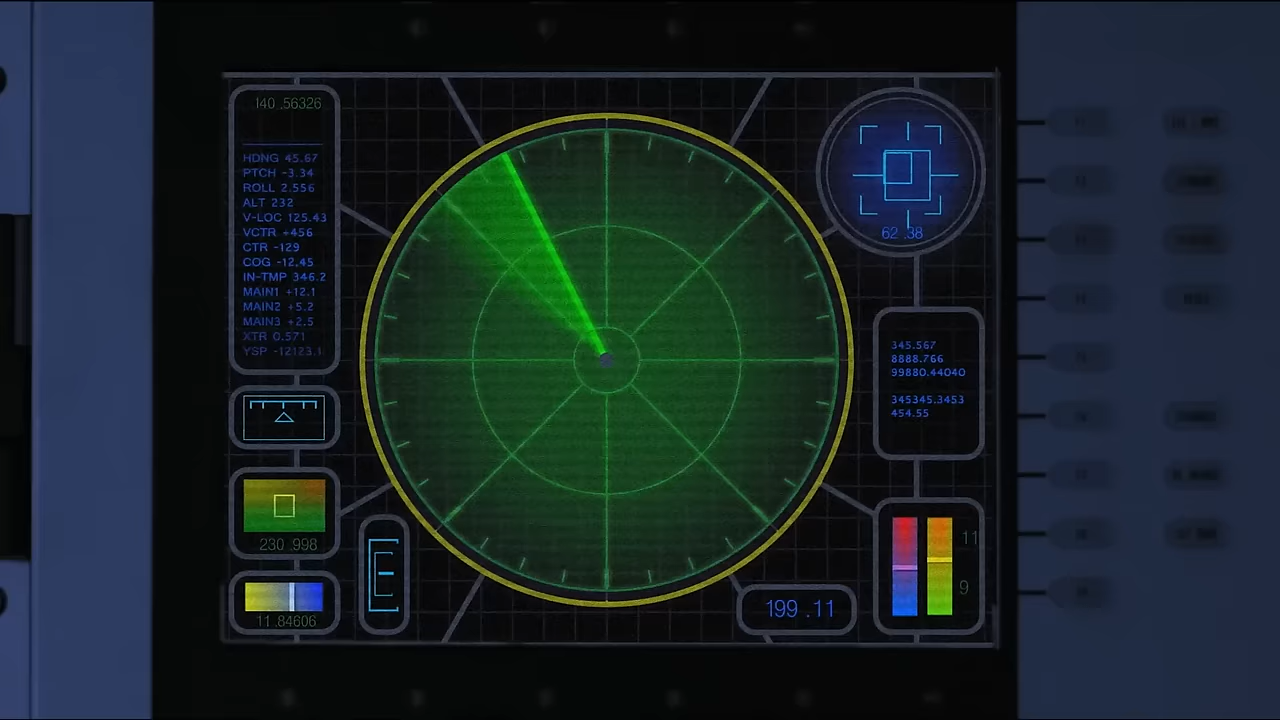 140 .56326
HDNG 45.67
PTCH -3.34
ROLL 2.556
ALT 232
V-LOC 125.43
VCTR +456
CTR -129
COG -12.45
IN-TMP 346.2
MAIN1 +12.1
MAIN2 +5.2
MAIN3 +2.5
XTR 0.571
YSP -12123.1
230 .998
11.84606
62 .38
345.567
8888.766
99880.44040
345345.3453
454.55
11
9
199 .11